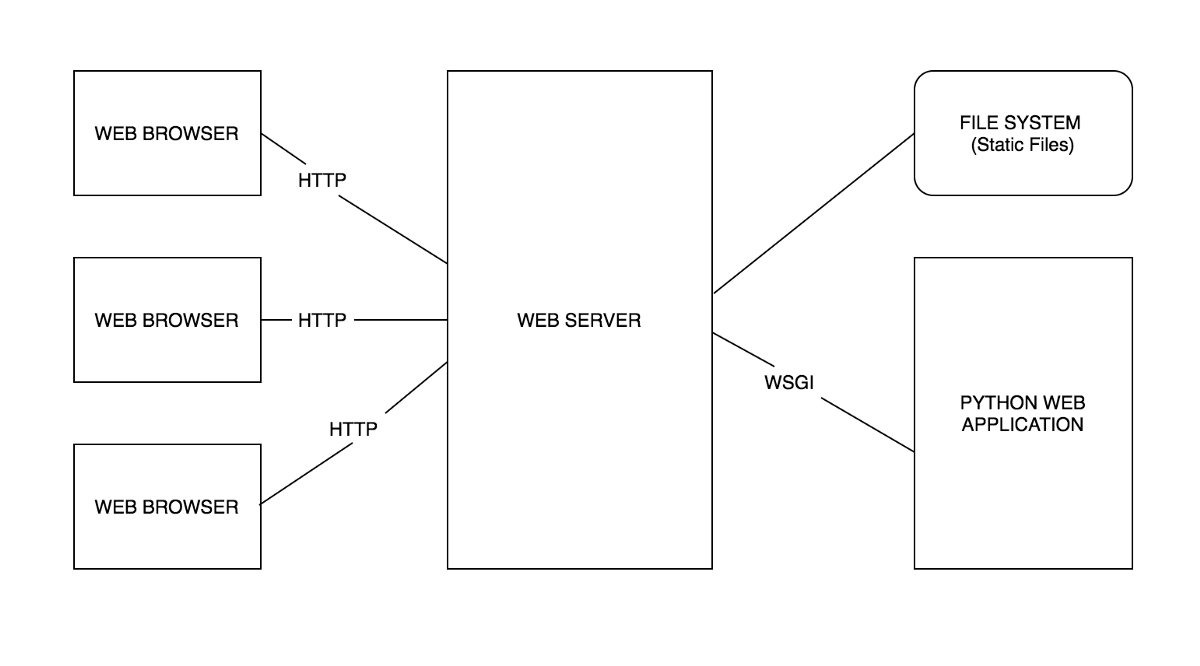 WEB BROWSER
HTTP
WEB BROWSER
HTTP
WEB BROWSER
HTTP
WEB SERVER
FILE SYSTEM
(Static Files)
WSGI
PYTHON WEB
APPLICATION